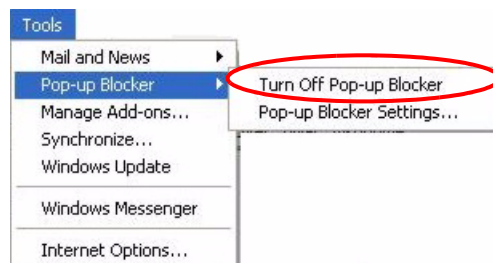 Tools
Mail and News
Pop-up Blocker
Turn Off Pop-up Blocker
Manage Add-ons...
Pop-up Blocker Settings...
Synchronize...
Windows Update
Windows Messenger
Internet Options...